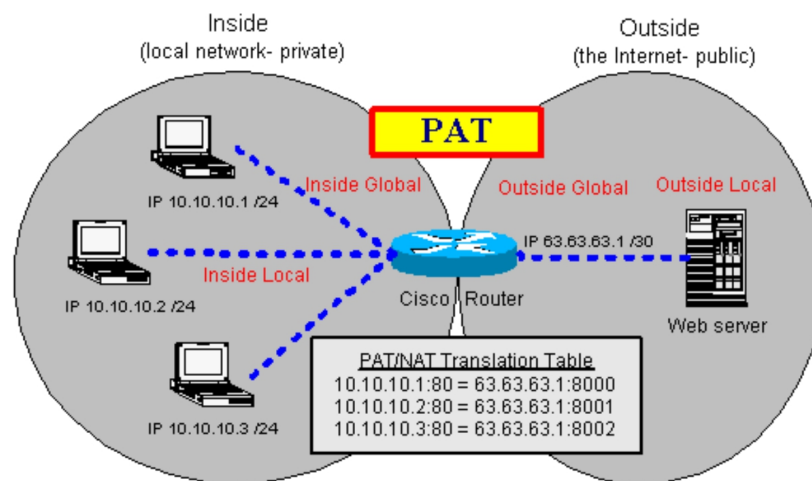 Inside
(local network- private)
Outside
(the Internet- public)
PAT
IP 10.10.10.1 /24
Inside Global
Outside Global
Outside Local
IP 63.63.63.1 /30
Inside Local
IP 10.10.10.2 /24
Cisco Router
Web server
IP 10.10.10.3 /24
PAT/NAT Translation Table
10.10.10.1:80 = 63.63.63.1:8000
10.10.10.2:80 = 63.63.63.1:8001
10.10.10.3:80 = 63.63.63.1:8002